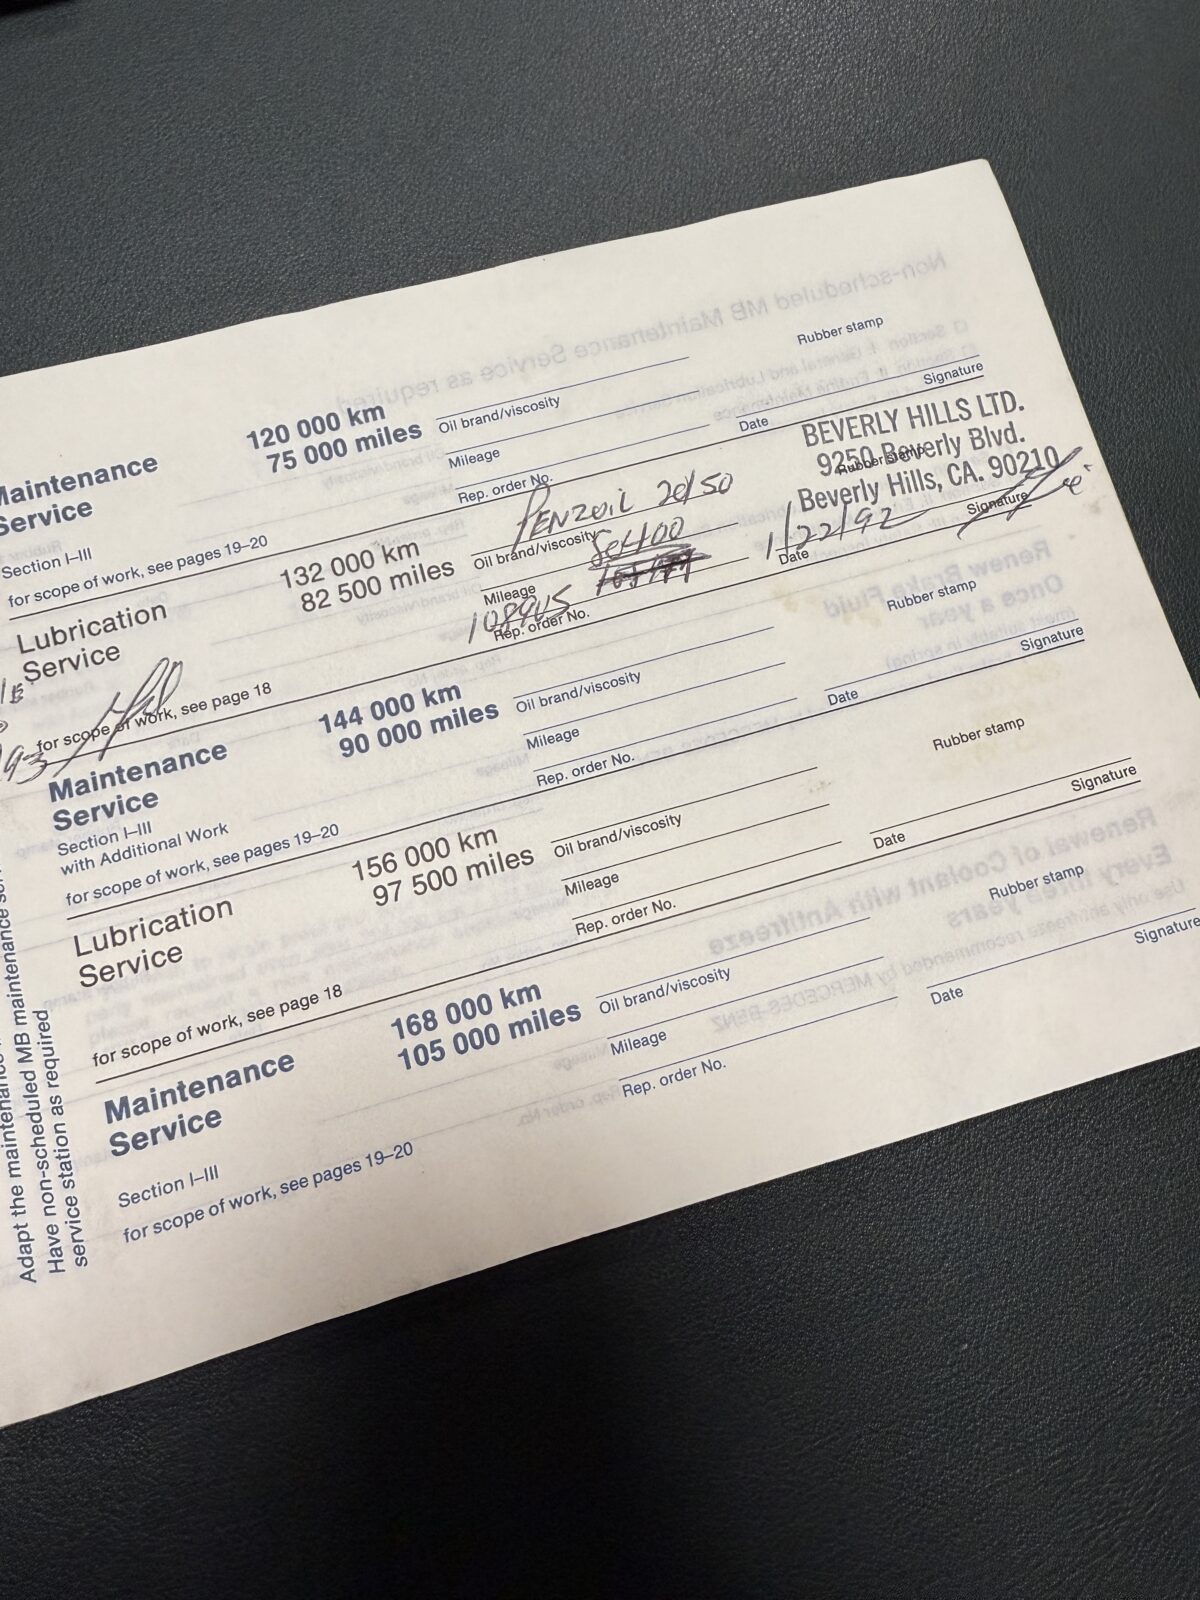 Maintenance
Service
Section I–III
for scope of work, see pages 19–20
120 000 km
75 000 miles
Oil brand/viscosity
Mileage
Rep. order No.
Rubber stamp
Date
Signature
Lubrication
Service
for scope of work, see page 18
132 000 km
82 500 miles
PENZOIL 20/50
Oil brand/viscosity
Mileage
Rep. order No.
BEVERLY HILLS LTD.
9250 Beverly Blvd.
Beverly Hills, CA. 90210
Rubber stamp
1/22/92
Date
Signature
Maintenance
Service
Section I–III
with Additional Work
for scope of work, see pages 19–20
144 000 km
90 000 miles
Oil brand/viscosity
Mileage
Rep. order No.
Rubber stamp
Date
Signature
Lubrication
Service
for scope of work, see page 18
156 000 km
97 500 miles
Oil brand/viscosity
Mileage
Rep. order No.
Rubber stamp
Date
Signature
Maintenance
Service
Section I–III
for scope of work, see pages 19–20
168 000 km
105 000 miles
Oil brand/viscosity
Mileage
Rep. order No.
Rubber stamp
Date
Signature
Adapt the maintenance
Have non-scheduled MB maintenance
service station as required